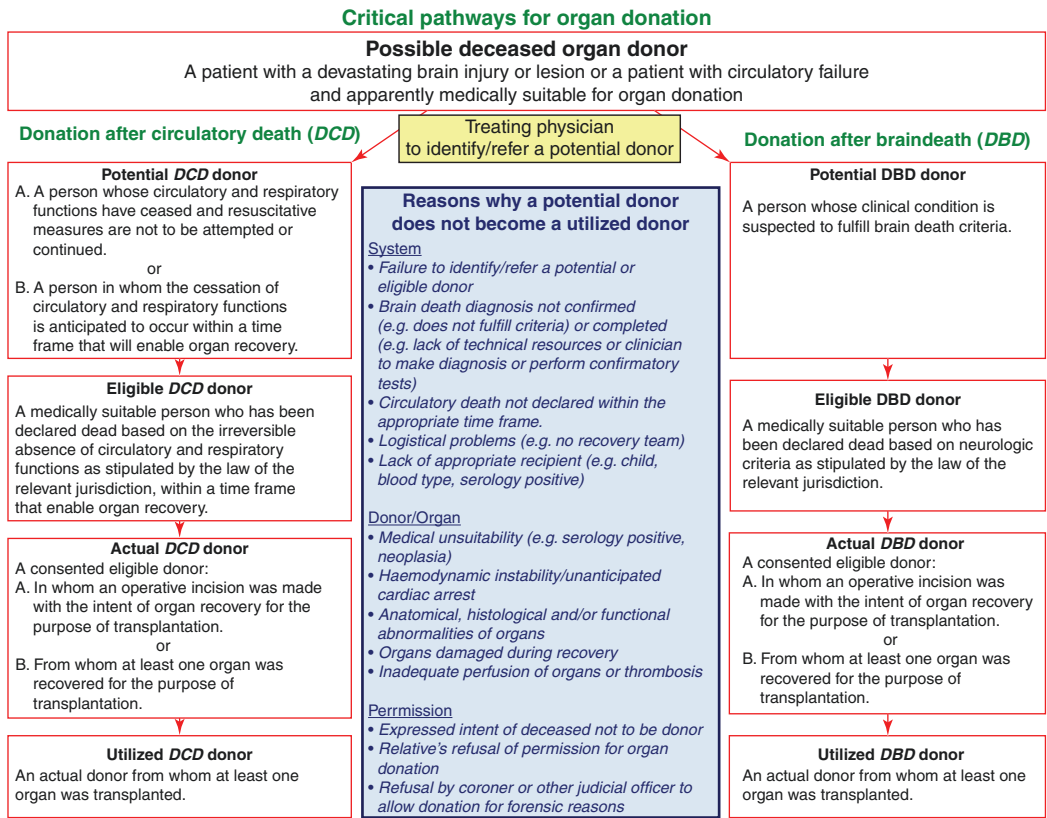 Critical pathways for organ donation
Possible deceased organ donor
A patient with a devastating brain injury or lesion or a patient with circulatory failure
and apparently medically suitable for organ donation
Treating physician
to identify/refer a potential donor
Donation after circulatory death (DCD)
Potential DCD donor
A. A person whose circulatory and respiratory
functions have ceased and resuscitative
measures are not to be attempted or
continued.
or
B. A person in whom the cessation of
circulatory and respiratory functions
is anticipated to occur within a time
frame that will enable organ recovery.
Eligible DCD donor
A medically suitable person who has been
declared dead based on the irreversible
absence of circulatory and respiratory
functions as stipulated by the law of the
relevant jurisdiction, within a time frame
that enable organ recovery.
Actual DCD donor
A consented eligible donor:
A. In whom an operative incision was made
with the intent of organ recovery for the
purpose of transplantation.
or
B. From whom at least one organ was
recovered for the purpose of
transplantation.
Utilized DCD donor
An actual donor from whom at least one
organ was transplanted.
Reasons why a potential donor
does not become a utilized donor
System
• Failure to identify/refer a potential or
eligible donor
• Brain death diagnosis not confirmed
(e.g. does not fulfill criteria) or completed
(e.g. lack of technical resources or clinician
to make diagnosis or perform confirmatory
tests)
• Circulatory death not declared within the
appropriate time frame.
• Logistical problems (e.g. no recovery team)
• Lack of appropriate recipient (e.g. child,
blood type, serology positive)
Donor/Organ
• Medical unsuitability (e.g. serology positive,
neoplasia)
• Haemodynamic instability/unanticipated
cardiac arrest
• Anatomical, histological and/or functional
abnormalities of organs
• Organs damaged during recovery
• Inadequate perfusion of organs or thrombosis
Perrmission
• Expressed intent of deceased not to be donor
• Relative's refusal of permission for organ
donation
• Refusal by coroner or other judicial officer to
allow donation for forensic reasons
Donation after braindeath (DBD)
Potential DBD donor
A person whose clinical condition is
suspected to fulfill brain death criteria.
Eligible DBD donor
A medically suitable person who has
been declared dead based on neurologic
criteria as stipulated by the law of the
relevant jurisdiction.
Actual DBD donor
A consented eligible donor:
A. In whom an operative incision was
made with the intent of organ recovery
for the purpose of transplantation.
or
B. From whom at least one organ was
recovered for the purpose of
transplantation.
Utilized DBD donor
An actual donor from whom at least one
organ was transplanted.